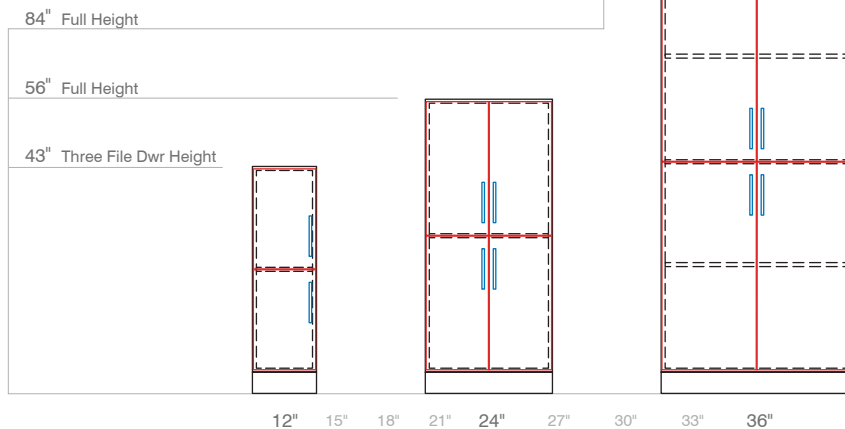 84" Full Height
56" Full Height
43" Three File Dwr Height
12" 15" 18" 21" 24" 27" 30" 33" 36"